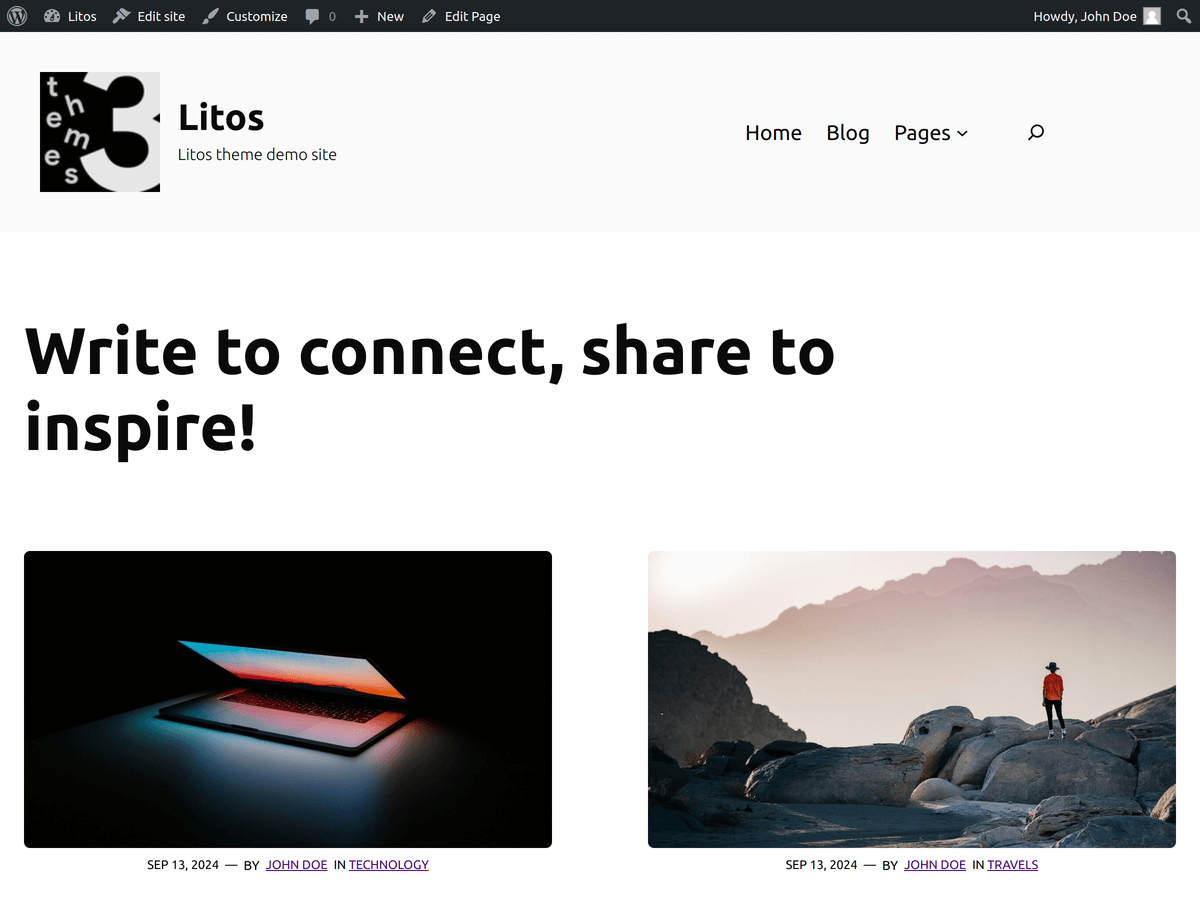 Litos Edit site Customize 0 New Edit Page Howdy, John Doe
themes 3
Litos
Litos theme demo site
Home Blog Pages
Write to connect, share to
inspire!
SEP 13, 2024 — BY JOHN DOE IN TECHNOLOGY
SEP 13, 2024 — BY JOHN DOE IN TRAVELS